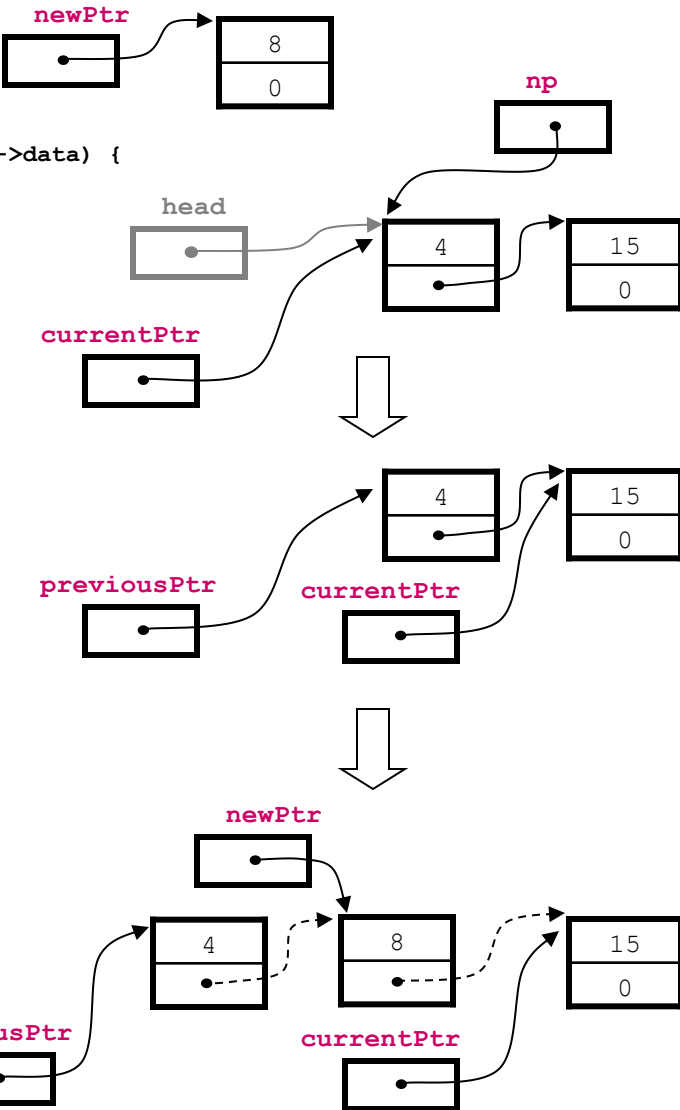 newPtr
8
0
np
->data) {
head
4
15
0
currentPtr
4
15
0
previousPtr
currentPtr
newPtr
4
8
15
0
usPtr
currentPtr